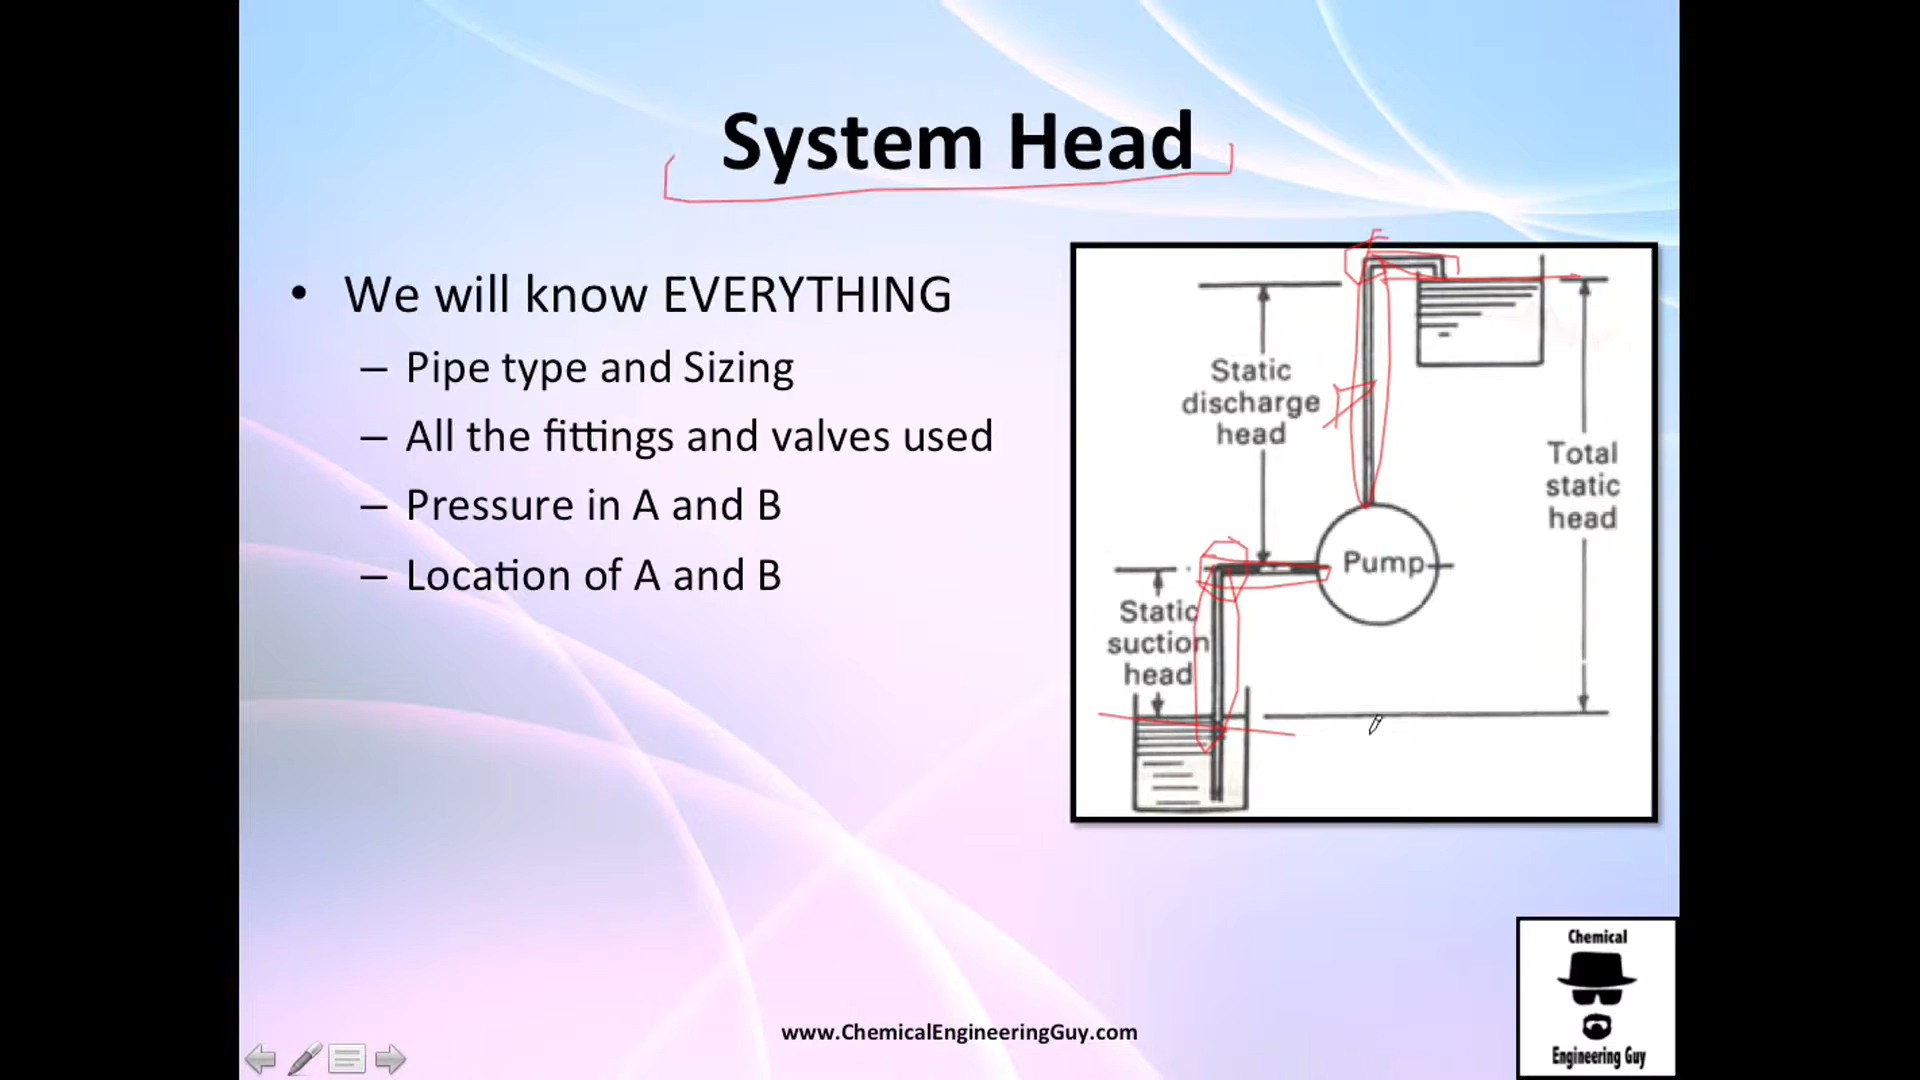 System Head
• We will know EVERYTHING
– Pipe type and Sizing
– All the fittings and valves used
– Pressure in A and B
– Location of A and B
Static
discharge
head
Total
static
head
Pump
Static
suction
head
www.ChemicalEngineeringGuy.com
Chemical
Engineering Guy